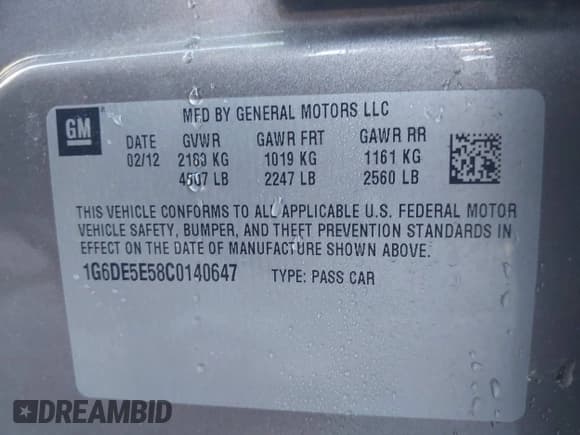 GM
®
MFD BY GENERAL MOTORS LLC
DATE GVWR GAWR FRT GAWR RR
02/12 2180 KG 1019 KG 1161 KG
4807 LB 2247 LB 2560 LB
THIS VEHICLE CONFORMS TO ALL APPLICABLE U.S. FEDERAL MOTOR
VEHICLE SAFETY, BUMPER, AND THEFT PREVENTION STANDARDS IN
EFFECT ON THE DATE OF MANUFACTURE SHOWN ABOVE.
1G6DE5E58C0140647 TYPE: PASS CAR
DREAMBID